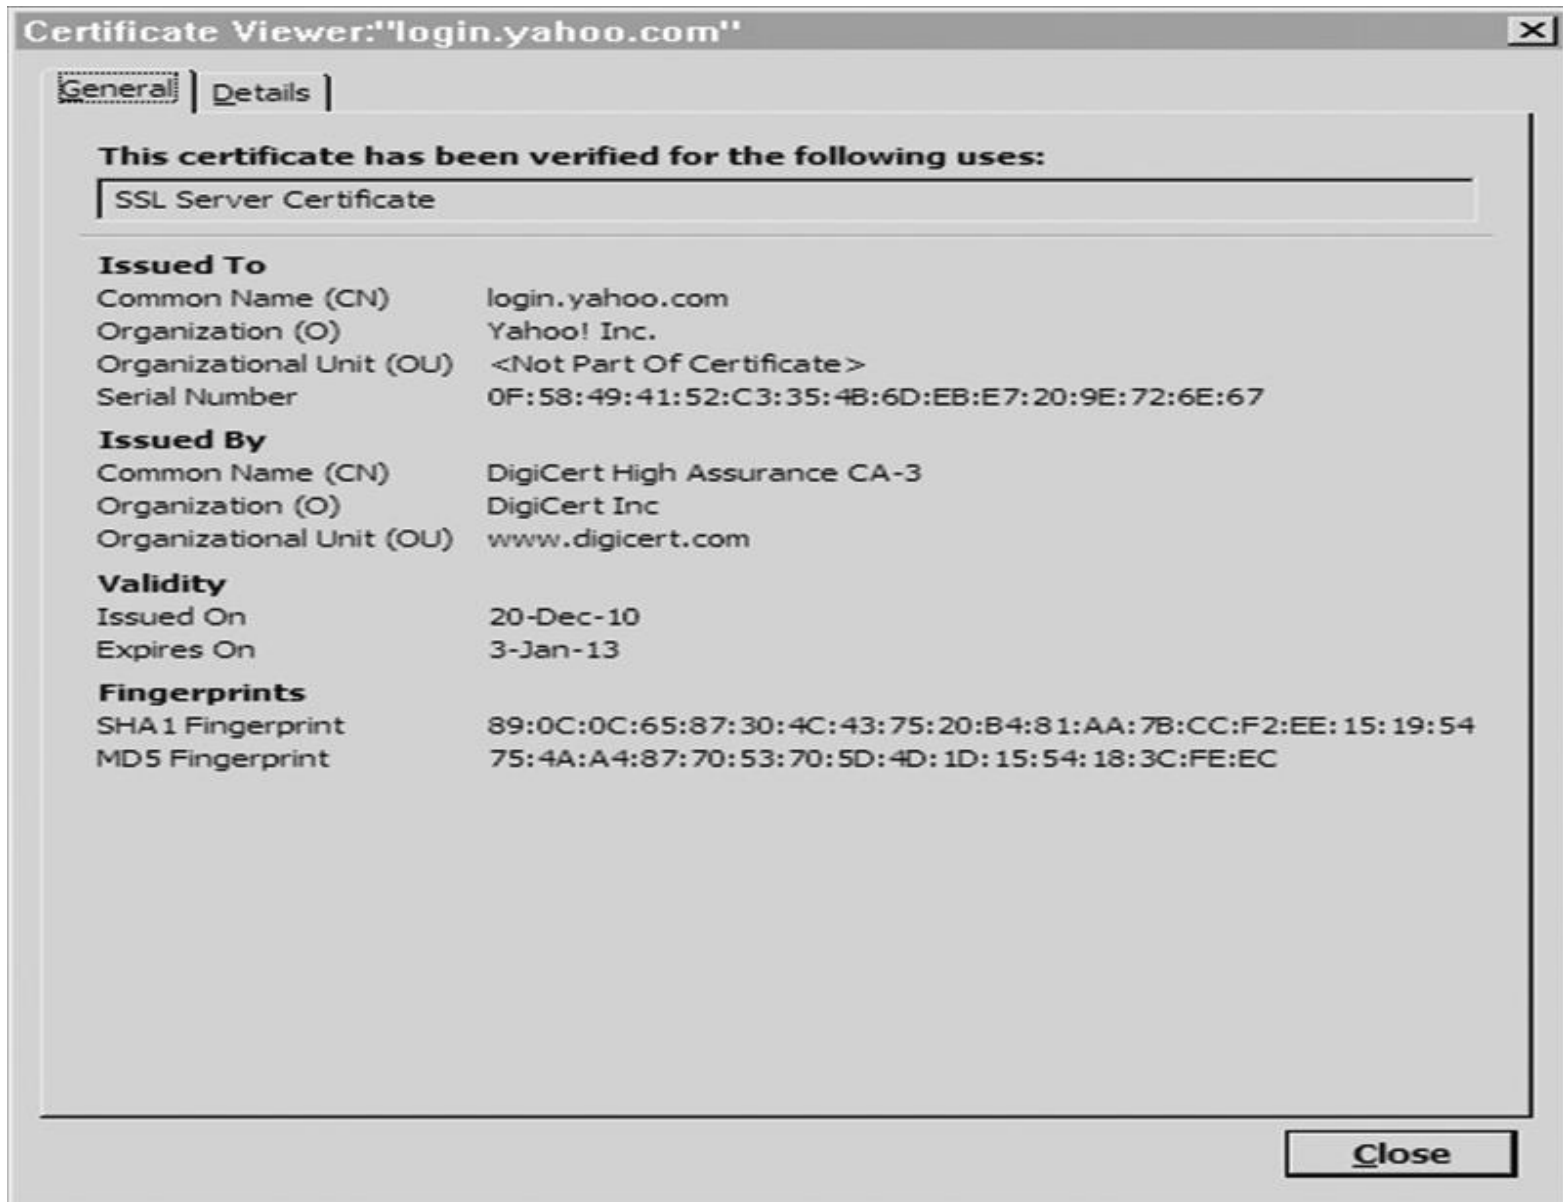 Certificate Viewer:"login.yahoo.com"
General Details
This certificate has been verified for the following uses:
SSL Server Certificate
Issued To
Common Name (CN) login.yahoo.com
Organization (O) Yahoo! Inc.
Organizational Unit (OU) <Not Part Of Certificate>
Serial Number 0F:58:49:41:52:C3:35:4B:6D:EB:E7:20:9E:72:6E:67
Issued By
Common Name (CN) DigiCert High Assurance CA-3
Organization (O) DigiCert Inc
Organizational Unit (OU) www.digicert.com
Validity
Issued On 20-Dec-10
Expires On 3-Jan-13
Fingerprints
SHA1 Fingerprint 89:0C:0C:65:87:30:4C:43:75:20:B4:81:AA:7B:CC:F2:EE:15:19:54
MD5 Fingerprint 75:4A:A4:87:70:53:70:5D:4D:1D:15:54:18:3C:FE:EC
Close